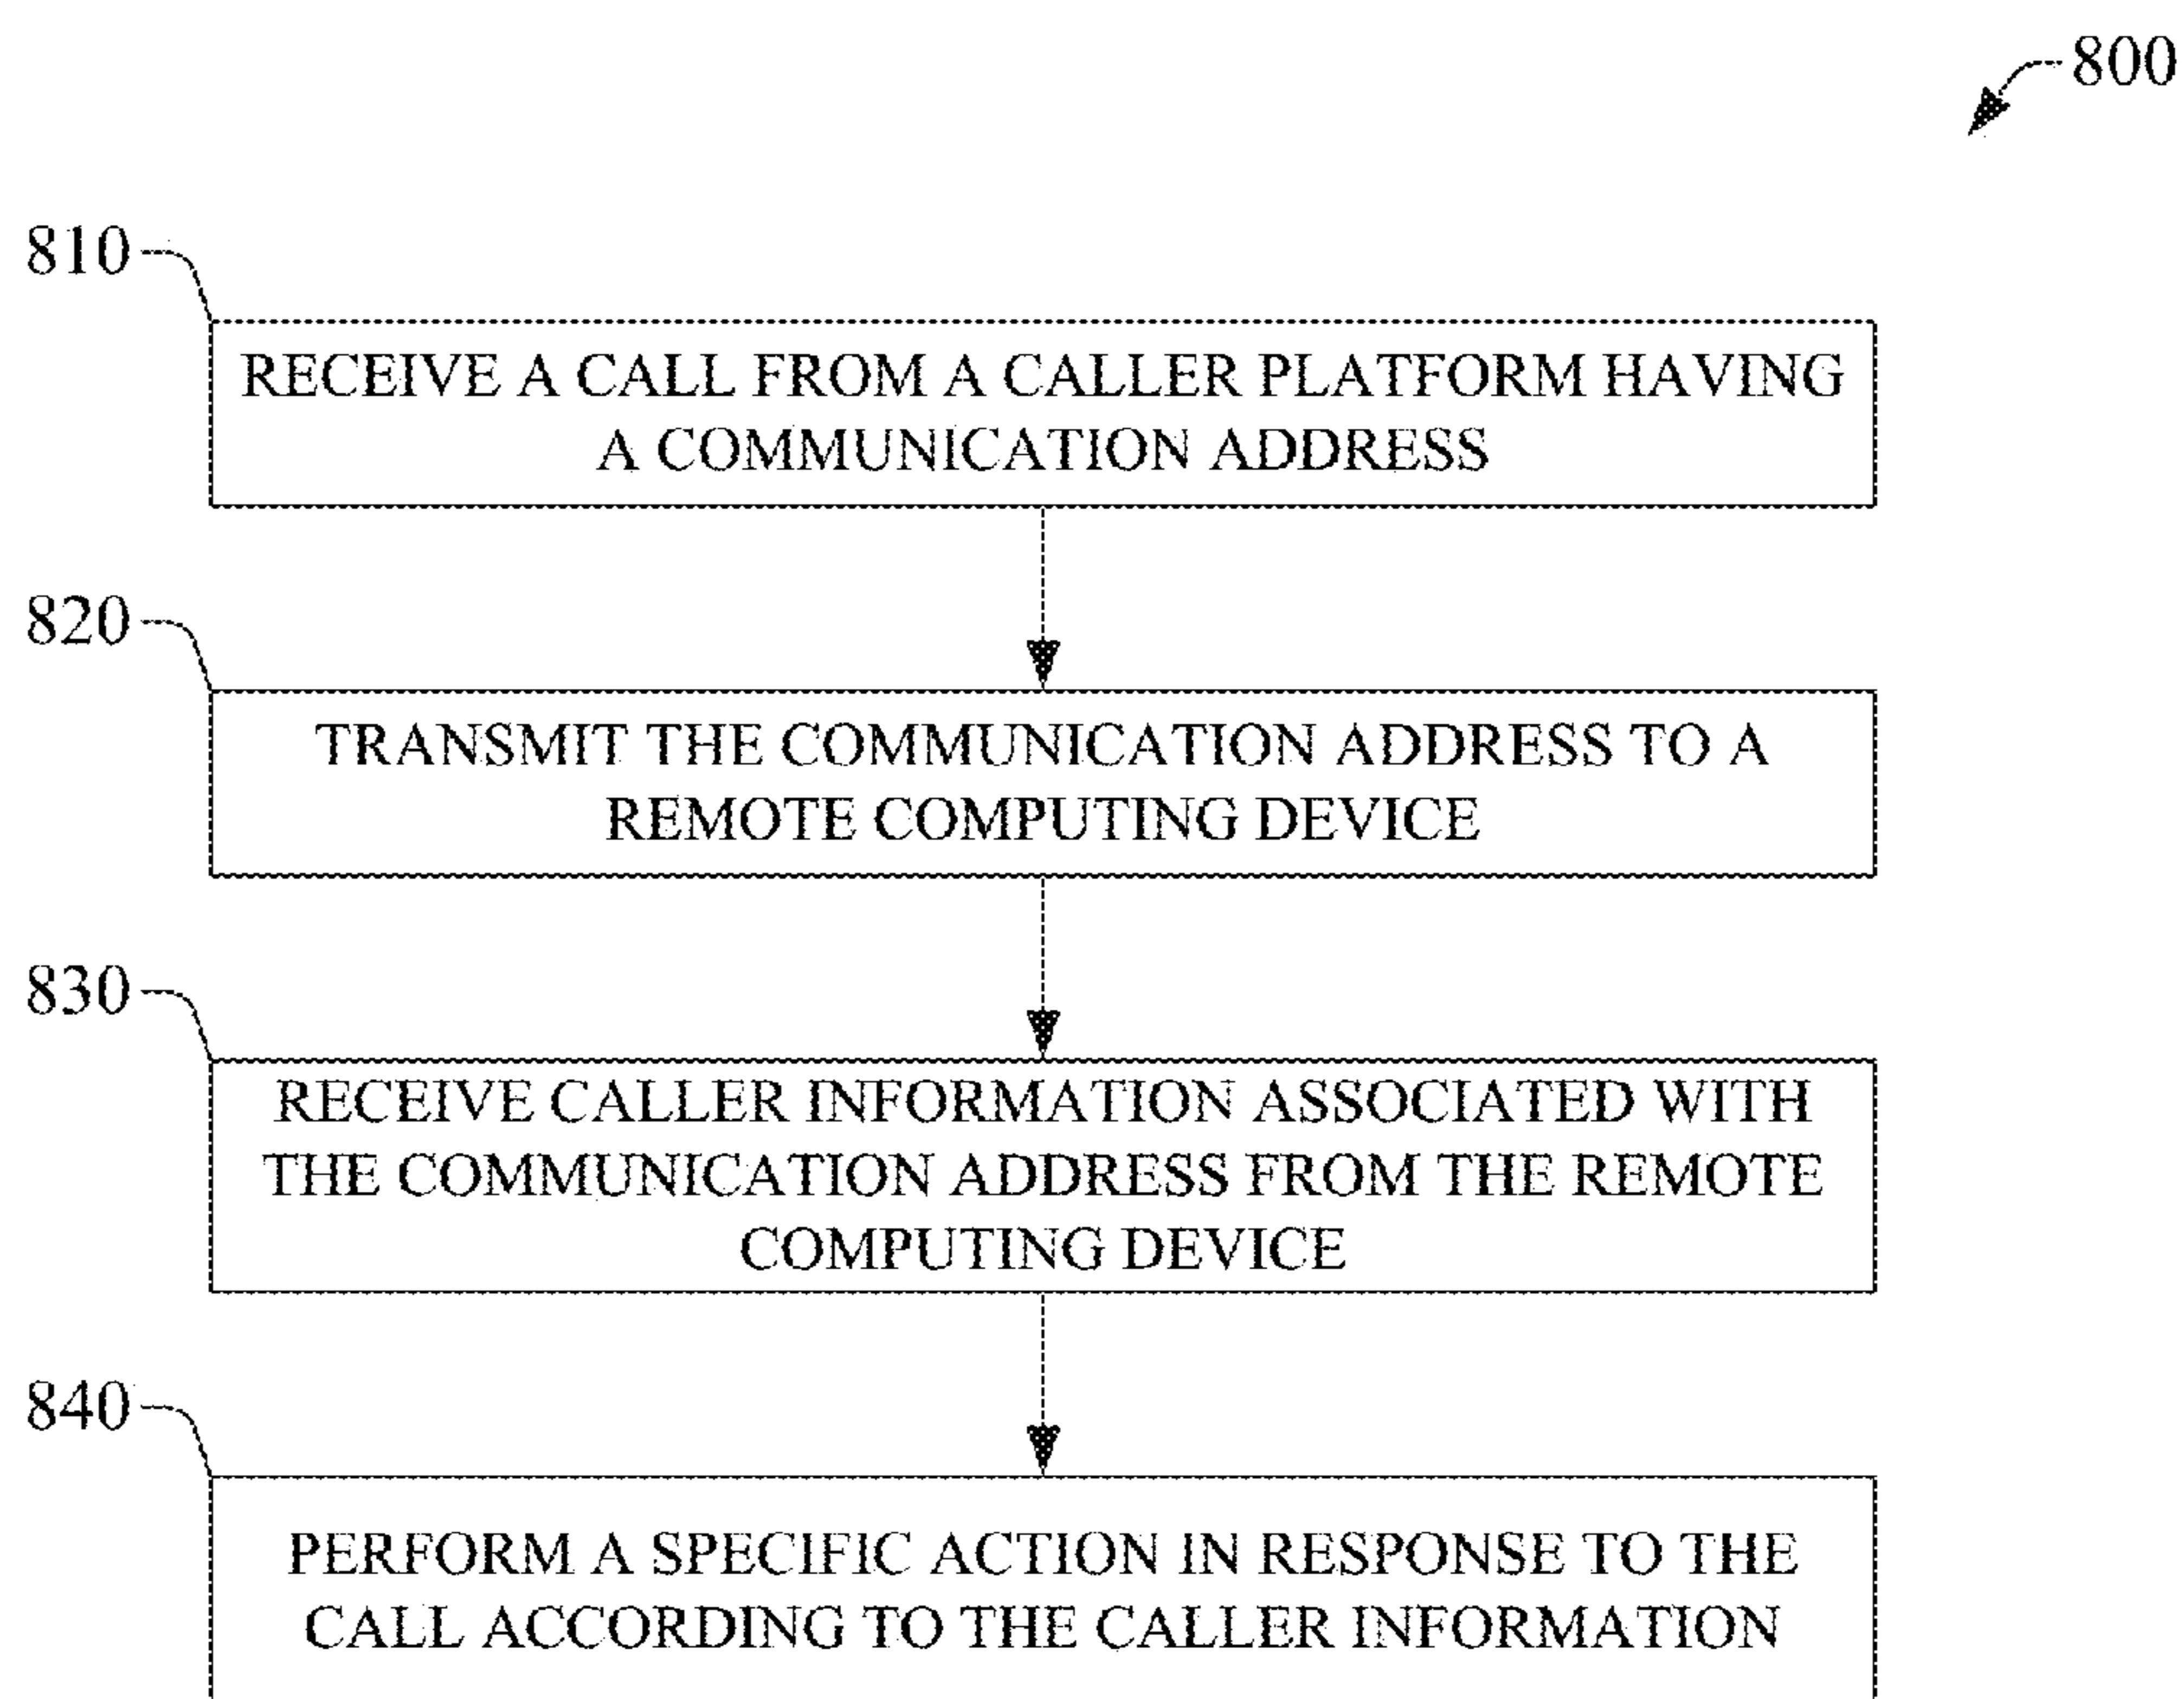 800
810
RECEIVE A CALL FROM A CALLER PLATFORM HAVING
A COMMUNICATION ADDRESS
820
TRANSMIT THE COMMUNICATION ADDRESS TO A
REMOTE COMPUTING DEVICE
830
RECEIVE CALLER INFORMATION ASSOCIATED WITH
THE COMMUNICATION ADDRESS FROM THE REMOTE
COMPUTING DEVICE
840
PERFORM A SPECIFIC ACTION IN RESPONSE TO THE
CALL ACCORDING TO THE CALLER INFORMATION